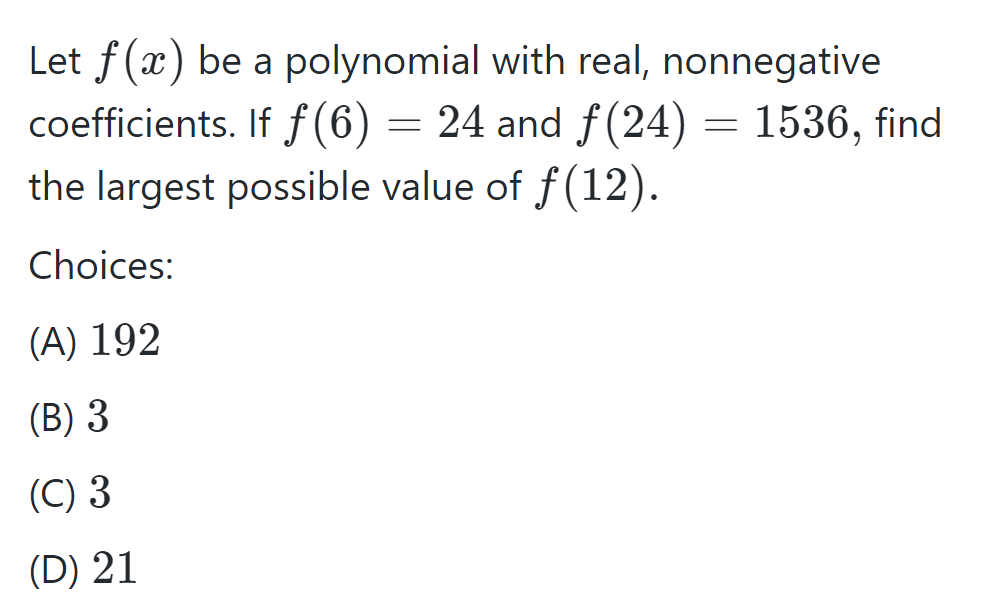 Let f(x) be a polynomial with real, nonnegative
coefficients. If f(6) = 24 and f(24) = 1536, find
the largest possible value of f(12).
Choices:
(A) 192
(B) 3
(C) 3
(D) 21